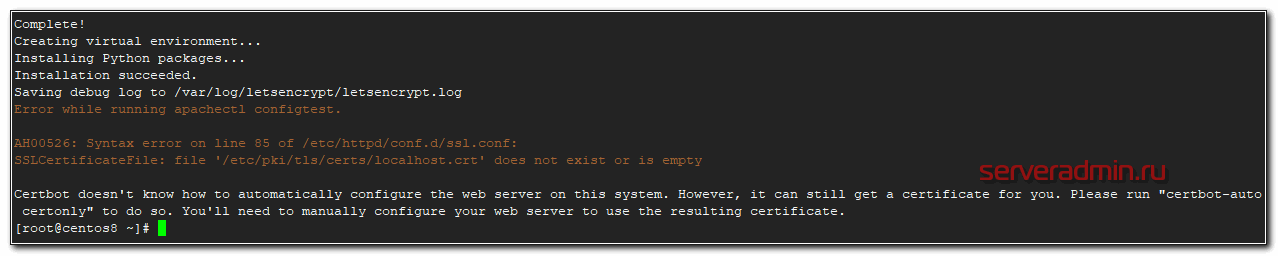 Complete!
Creating virtual environment...
Installing Python packages...
Installation succeeded.
Saving debug log to /var/log/letsencrypt/letsencrypt.log
Error while running apachectl configtest.
AH00526: Syntax error on line 85 of /etc/httpd/conf.d/ssl.conf:
SSLCertificateFile: file '/etc/pki/tls/certs/localhost.crt' does not exist or is empty
serveradmin.ru
Certbot doesn't know how to automatically configure the web server on this system. However, it can still get a certificate for you. Please run "certbot-auto
certonly" to do so. You'll need to manually configure your web server to use the resulting certificate.
[root@centos8 ~]#